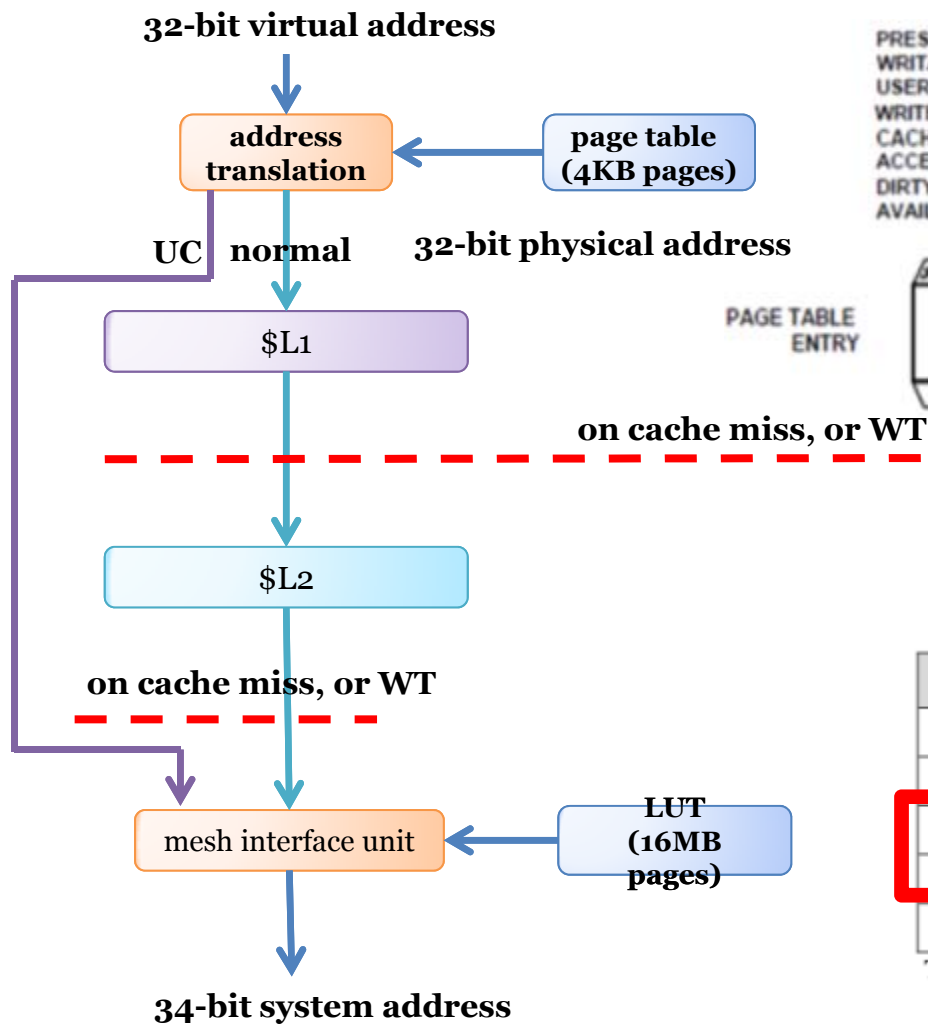 32-bit virtual address
address
translation
page table
(4KB pages)
UC normal
32-bit physical address
$L1
PAGE TABLE
ENTRY
on cache miss, or WT
$L2
on cache miss, or WT
mesh interface unit
LUT
(16MB
pages)
34-bit system address